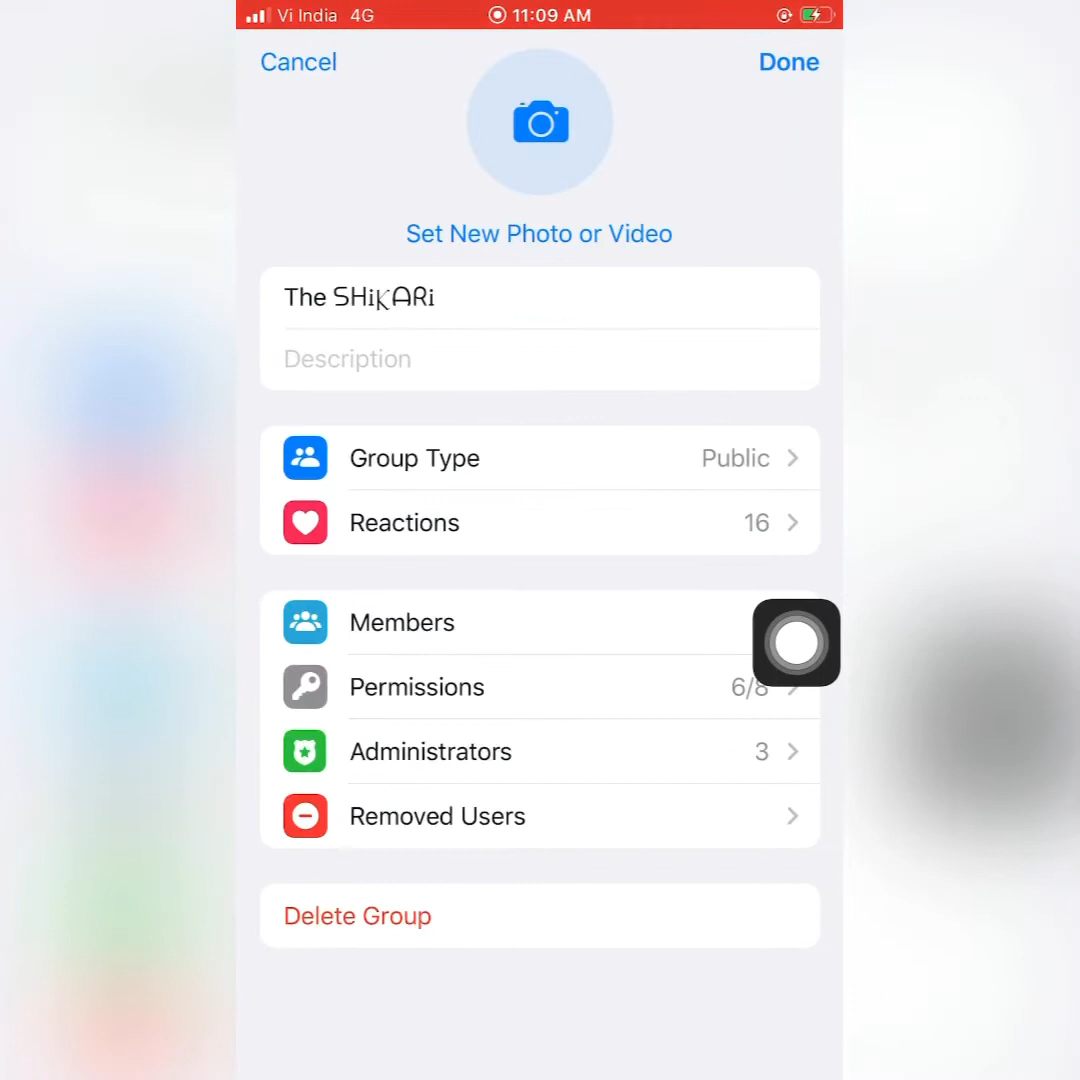 Vi India 4G 11:09 AM
Cancel Done
Set New Photo or Video
The SHiKARi
Description
Group Type Public
Reactions 16
Members
Permissions 6/8
Administrators 3
Removed Users
Delete Group